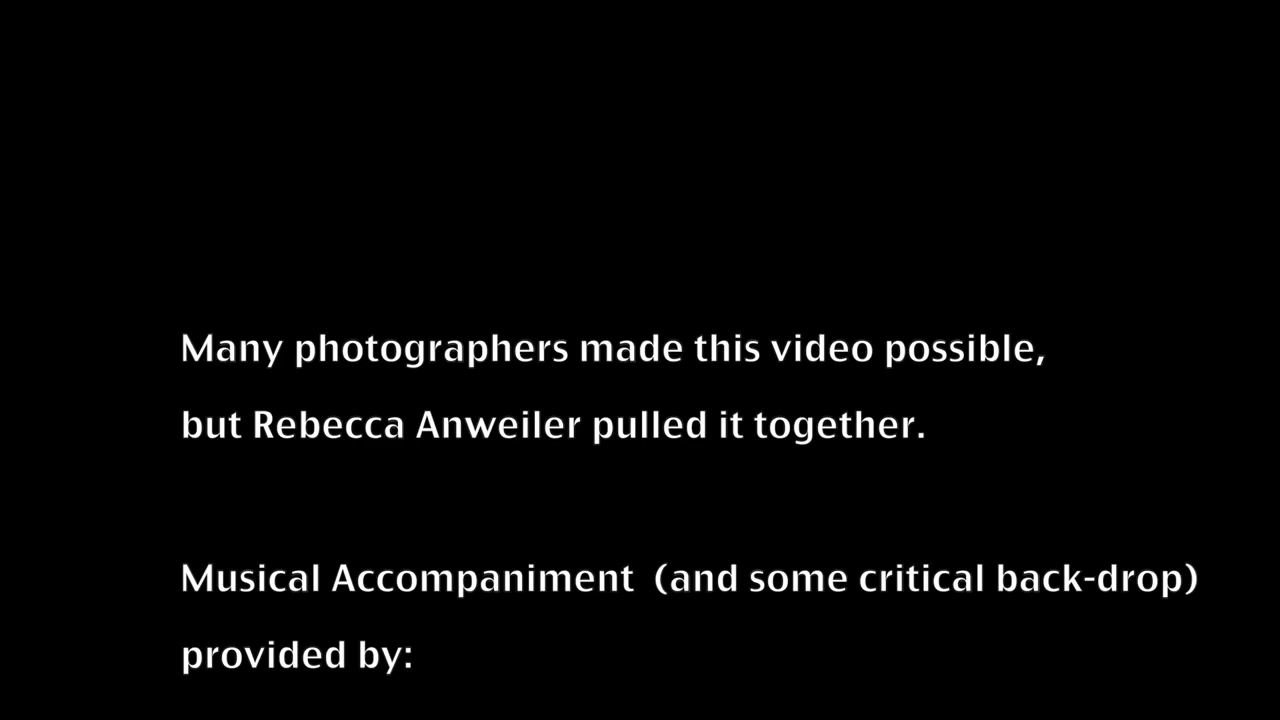 Many photographers made this video possible,
but Rebecca Anweiler pulled it together.
Musical Accompaniment  (and some critical back-drop)
provided by: